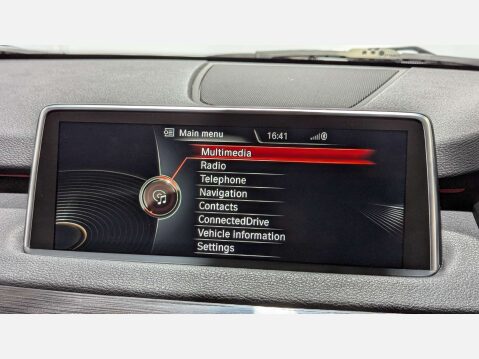 Main menu 16:41
Multimedia
Radio
Telephone
Navigation
Contacts
ConnectedDrive
Vehicle information
Settings